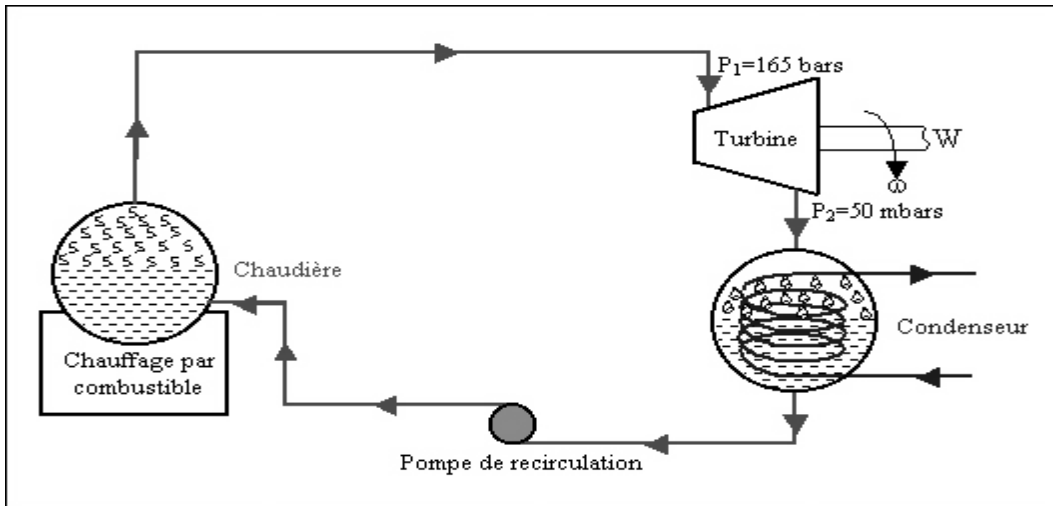 P1=165 bars
Turbine
W
ω
P2=50 mbars
Chaudière
Condenseur
Chauffage par
combustible
Pompe de recirculation